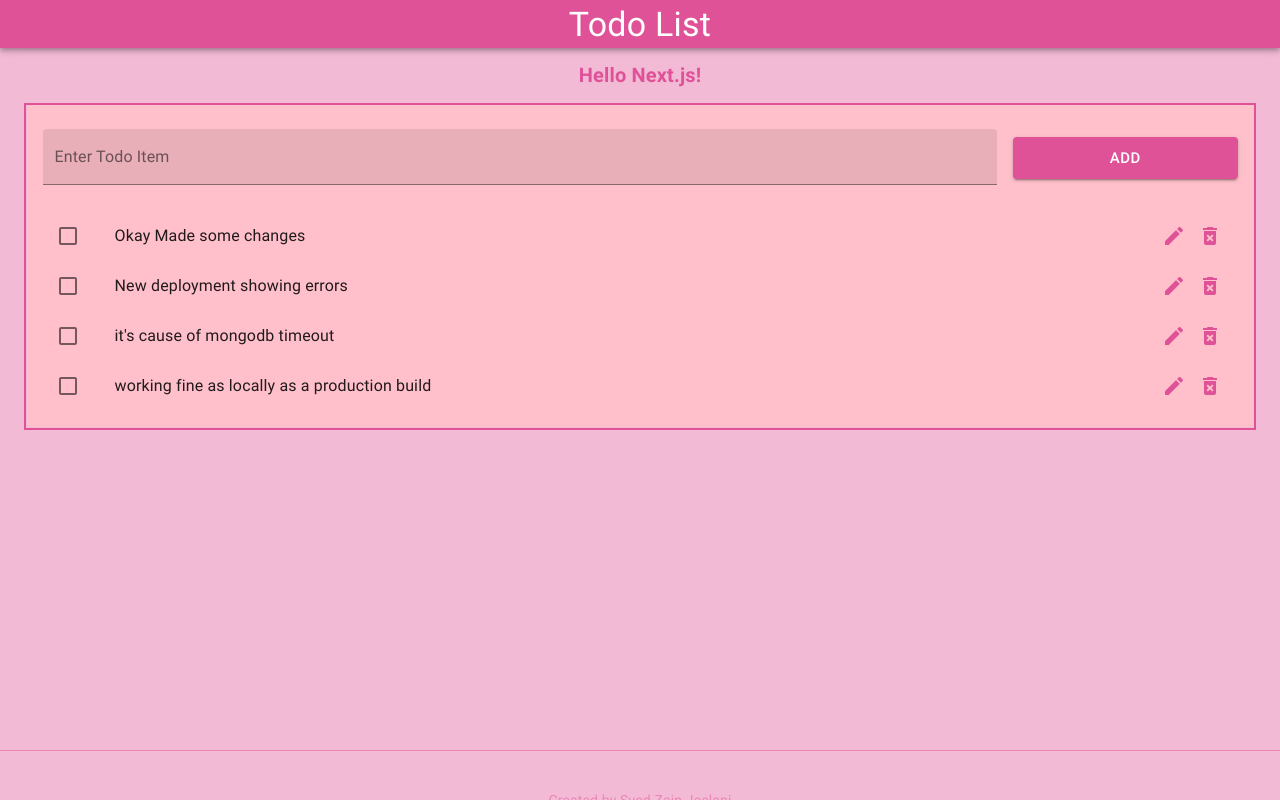 Todo List
Hello Next.js!
Enter Todo Item
ADD
Okay Made some changes
New deployment showing errors
it's cause of mongodb timeout
working fine as locally as a production build
Created by Syed Zain Jeelani